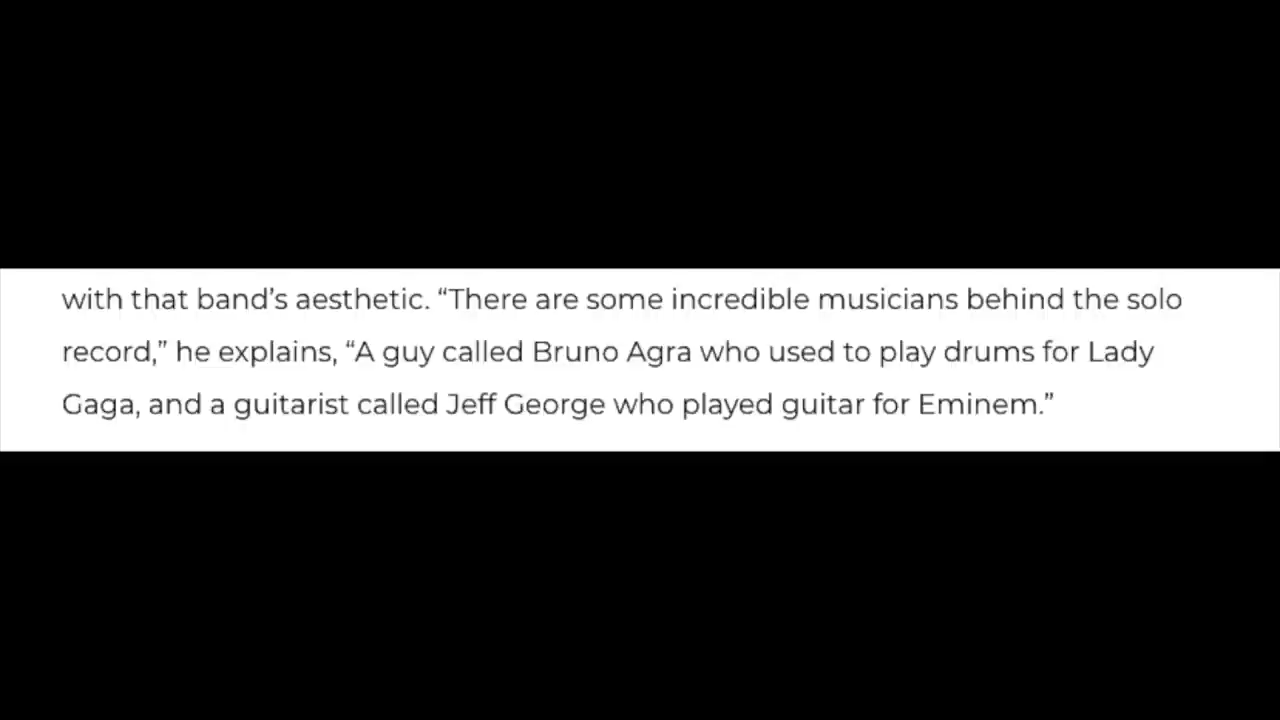 with that band’s aesthetic. “There are some incredible musicians behind the solo
record,” he explains, “A guy called Bruno Agra who used to play drums for Lady
Gaga, and a guitarist called Jeff George who played guitar for Eminem.”